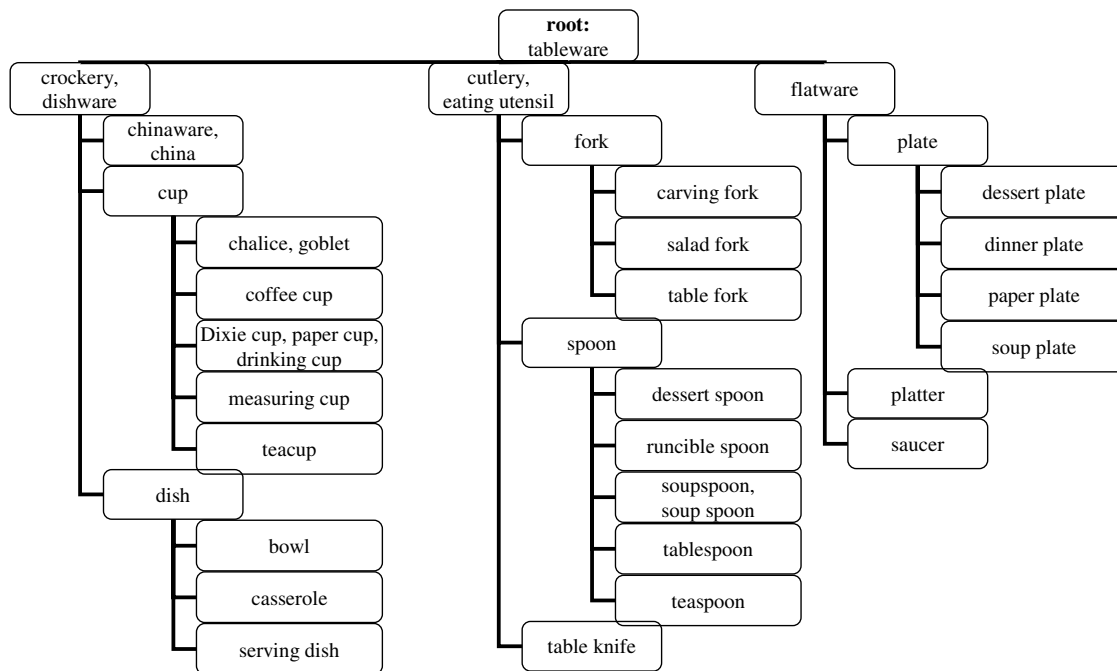 root:
tableware
crockery,
dishware
chinaware,
china
cup
chalice, goblet
coffee cup
Dixie cup, paper cup,
drinking cup
measuring cup
teacup
dish
bowl
casserole
serving dish
cutlery,
eating utensil
fork
carving fork
salad fork
table fork
spoon
dessert spoon
runcible spoon
soupspoon,
soup spoon
tablespoon
teaspoon
table knife
flatware
plate
dessert plate
dinner plate
paper plate
soup plate
platter
saucer